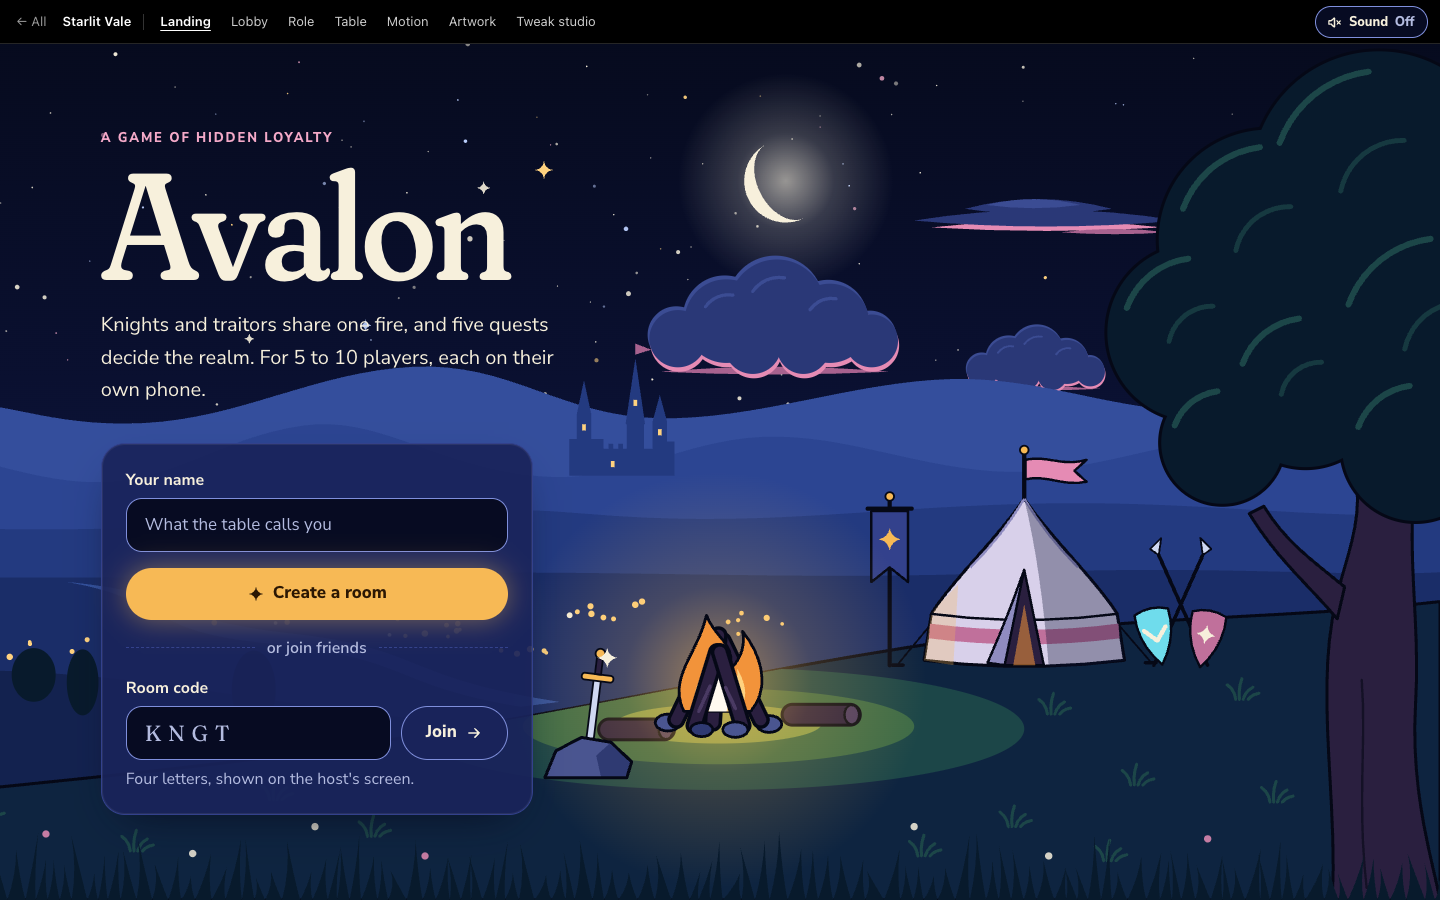 ← All Starlit Vale Landing Lobby Role Table Motion Artwork Tweak studio Sound Off
A GAME OF HIDDEN LOYALTY
Avalon
Knights and traitors share one fire, and five quests
decide the realm. For 5 to 10 players, each on their
own phone.
Your name
What the table calls you
Create a room
or join friends
Room code
KNGT
Join →
Four letters, shown on the host's screen.